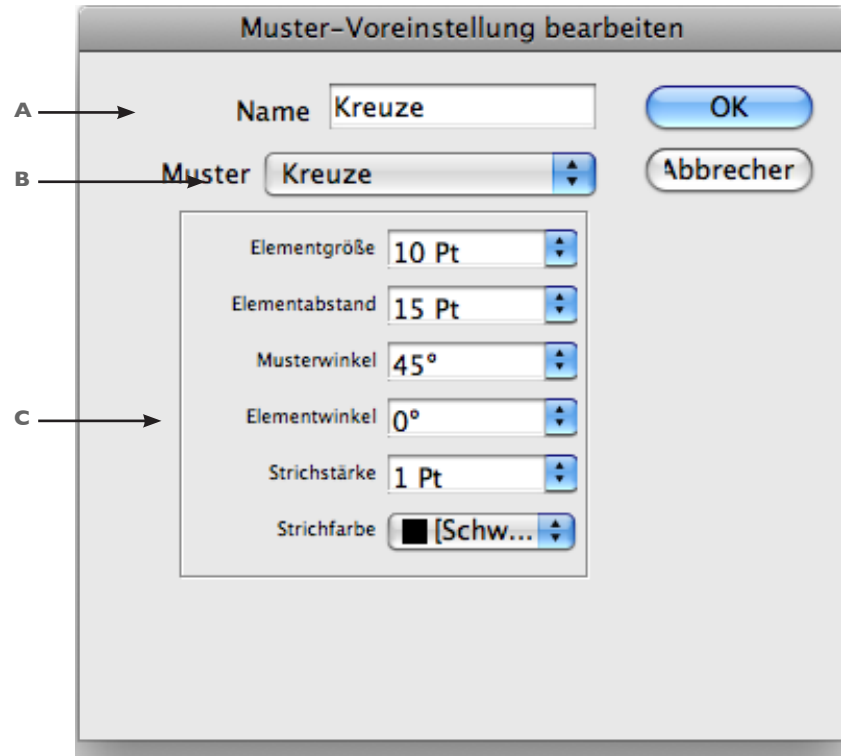 Muster-Voreinstellung bearbeiten
A
Name Kreuze OK
B
Muster Kreuze Abbrecher
Elementgröße 10 Pt
Elementabstand 15 Pt
Musterwinkel 45°
C
Elementwinkel 0°
Strichstärke 1 Pt
Strichfarbe [Schw...